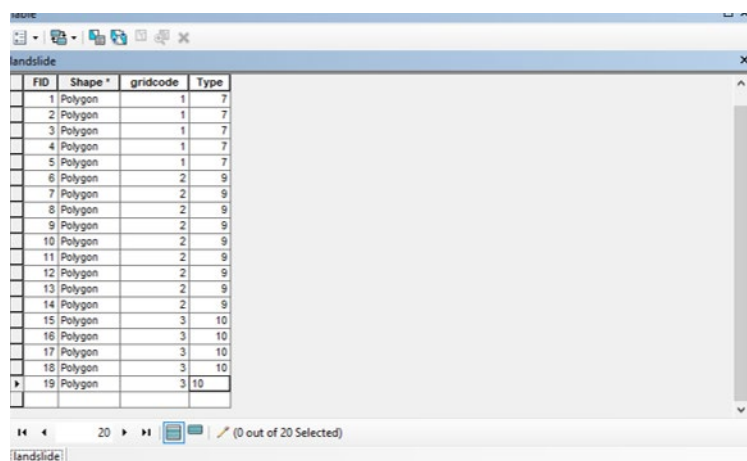 Table
landslide
FID Shape * gridcode Type
1 Polygon 1 7
2 Polygon 1 7
3 Polygon 1 7
4 Polygon 1 7
5 Polygon 1 7
6 Polygon 2 9
7 Polygon 2 9
8 Polygon 2 9
9 Polygon 2 9
10 Polygon 2 9
11 Polygon 2 9
12 Polygon 2 9
13 Polygon 2 9
14 Polygon 2 9
15 Polygon 3 10
16 Polygon 3 10
17 Polygon 3 10
18 Polygon 3 10
19 Polygon 3 10
20 (0 out of 20 Selected)
landslide